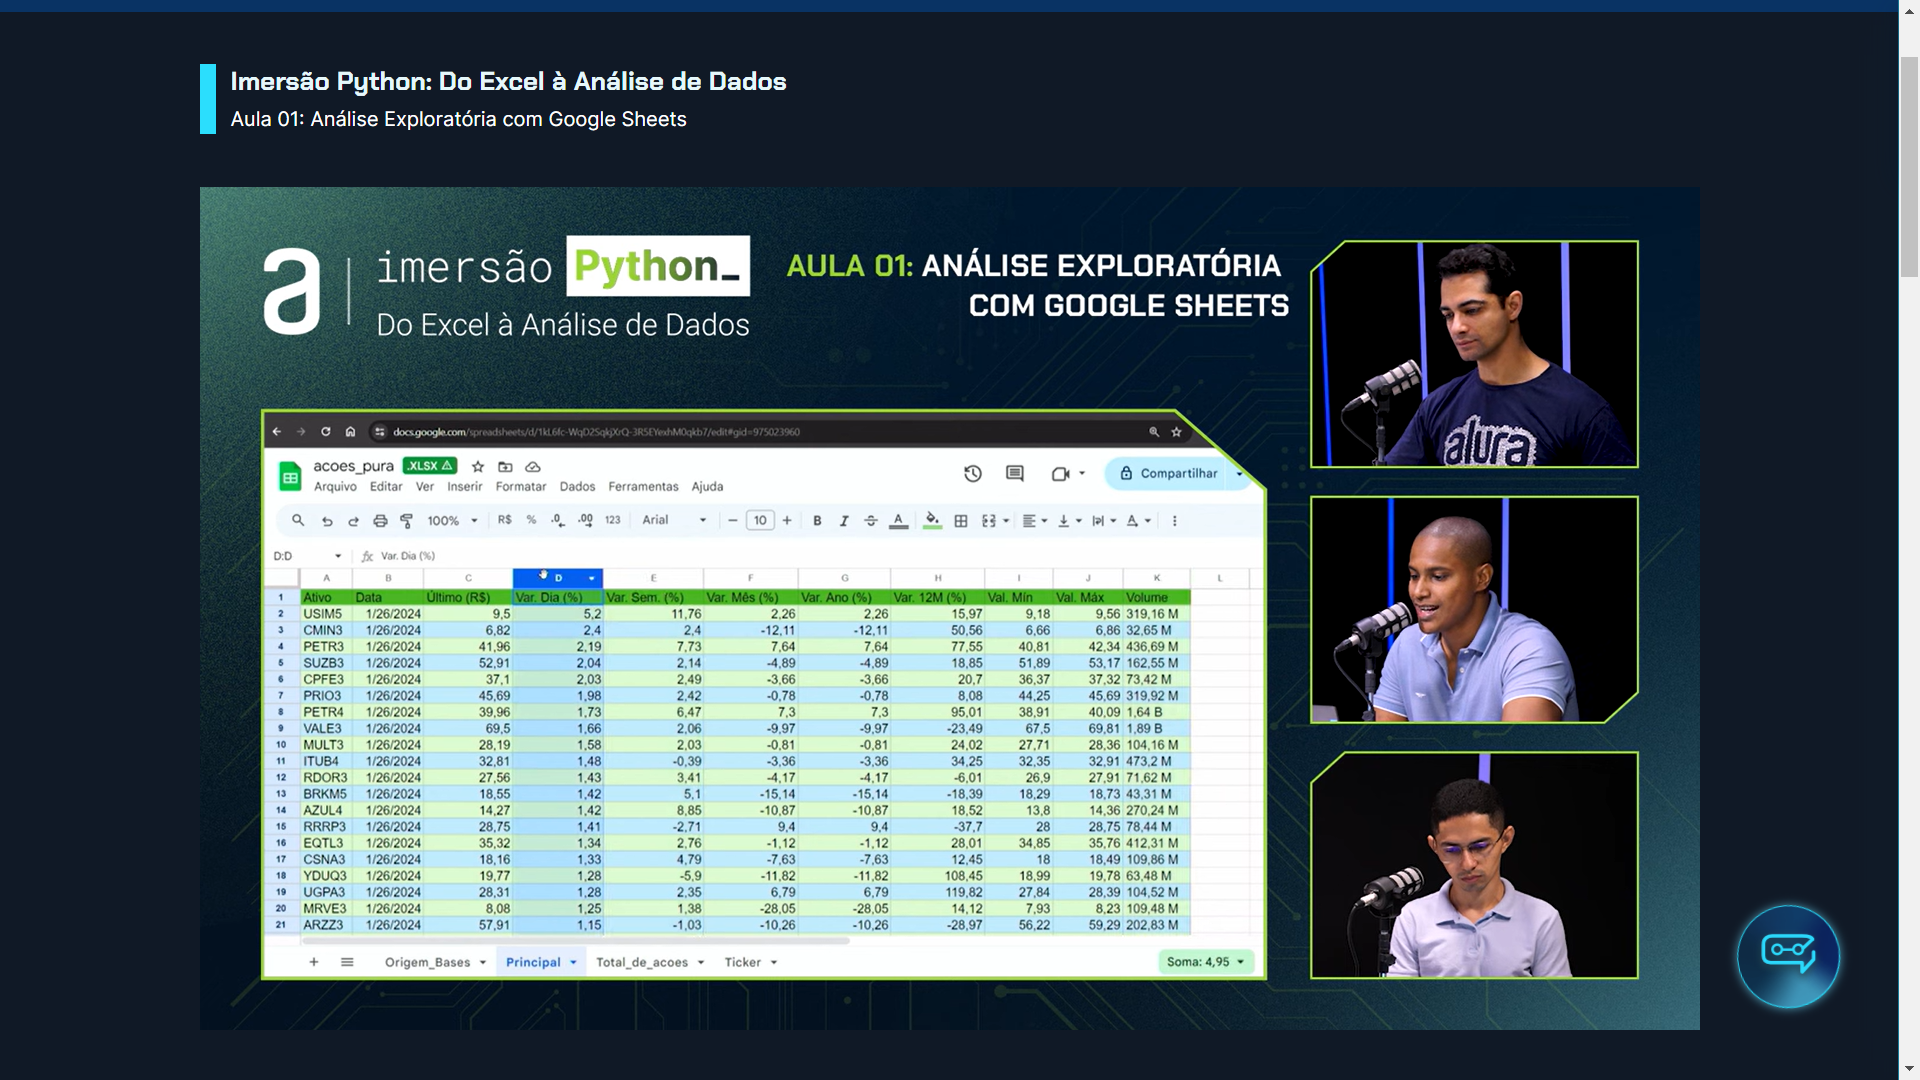 Imersão Python: Do Excel à Análise de Dados
Aula 01: Análise Exploratória com Google Sheets
a
imersão Python_
Do Excel à Análise de Dados
AULA 01: ANÁLISE EXPLORATÓRIA
COM GOOGLE SHEETS
alura
acoes_pura .XLSX
Arquivo Editar Ver Inserir Formatar Dados Ferramentas Ajuda
Compartilhar
100% R$ % .0 .00 123 Arial 10 B I A
D:D fx Var. Dia (%)
A B C D E F G H I J K L
1 Ativo Data Último (R$) Var. Dia (%) Var. Sem. (%) Var. Mês (%) Var. Ano (%) Var. 12M (%) Val. Mín Val. Máx Volume
2 USIM5 1/26/2024 9,5 5,2 11,76 2,26 2,26 15,97 9,18 9,56 319,16 M
3 CMIN3 1/26/2024 6,82 2,4 2,4 -12,11 -12,11 50,56 6,66 6,86 32,65 M
4 PETR3 1/26/2024 41,96 2,19 7,73 7,64 7,64 77,55 40,81 42,34 436,69 M
5 SUZB3 1/26/2024 52,91 2,04 2,14 -4,89 -4,89 18,85 51,89 53,17 162,55 M
6 CPFE3 1/26/2024 37,1 2,03 2,49 -3,66 -3,66 20,7 36,37 37,32 73,42 M
7 PRIO3 1/26/2024 45,69 1,98 2,42 -0,78 -0,78 8,08 44,25 45,69 319,92 M
8 PETR4 1/26/2024 39,96 1,73 6,47 7,3 7,3 95,01 38,91 40,09 1,64 B
9 VALE3 1/26/2024 69,5 1,66 2,06 -9,97 -9,97 -23,49 67,5 69,81 1,89 B
10 MULT3 1/26/2024 28,19 1,58 2,03 -0,81 -0,81 24,02 27,71 28,36 104,16 M
11 ITUB4 1/26/2024 32,81 1,48 -0,39 -3,36 -3,36 34,25 32,35 32,91 473,2 M
12 RDOR3 1/26/2024 27,56 1,43 3,41 -4,17 -4,17 -6,01 26,9 27,91 71,62 M
13 BRKM5 1/26/2024 18,55 1,42 5,1 -15,14 -15,14 -18,39 18,29 18,73 43,31 M
14 AZUL4 1/26/2024 14,27 1,42 8,85 -10,87 -10,87 18,52 13,8 14,36 270,24 M
15 RRRP3 1/26/2024 28,75 1,41 -2,71 9,4 9,4 -37,7 28 28,75 78,44 M
16 EQTL3 1/26/2024 35,32 1,34 2,76 -1,12 -1,12 28,01 34,85 35,76 412,31 M
17 CSNA3 1/26/2024 18,16 1,33 4,79 -7,63 -7,63 12,45 18 18,49 109,86 M
18 YDUQ3 1/26/2024 19,77 1,28 -5,9 -11,82 -11,82 108,45 18,99 19,78 63,48 M
19 UGPA3 1/26/2024 28,31 1,28 2,35 6,79 6,79 119,82 27,84 28,39 104,52 M
20 MRVE3 1/26/2024 8,08 1,25 1,38 -28,05 -28,05 14,12 7,93 8,23 109,48 M
21 ARZZ3 1/26/2024 57,91 1,15 -1,03 -10,26 -10,26 -28,97 56,22 59,29 202,83 M
Origem_Bases Principal Total_de_acoes Ticker Soma: 4,95